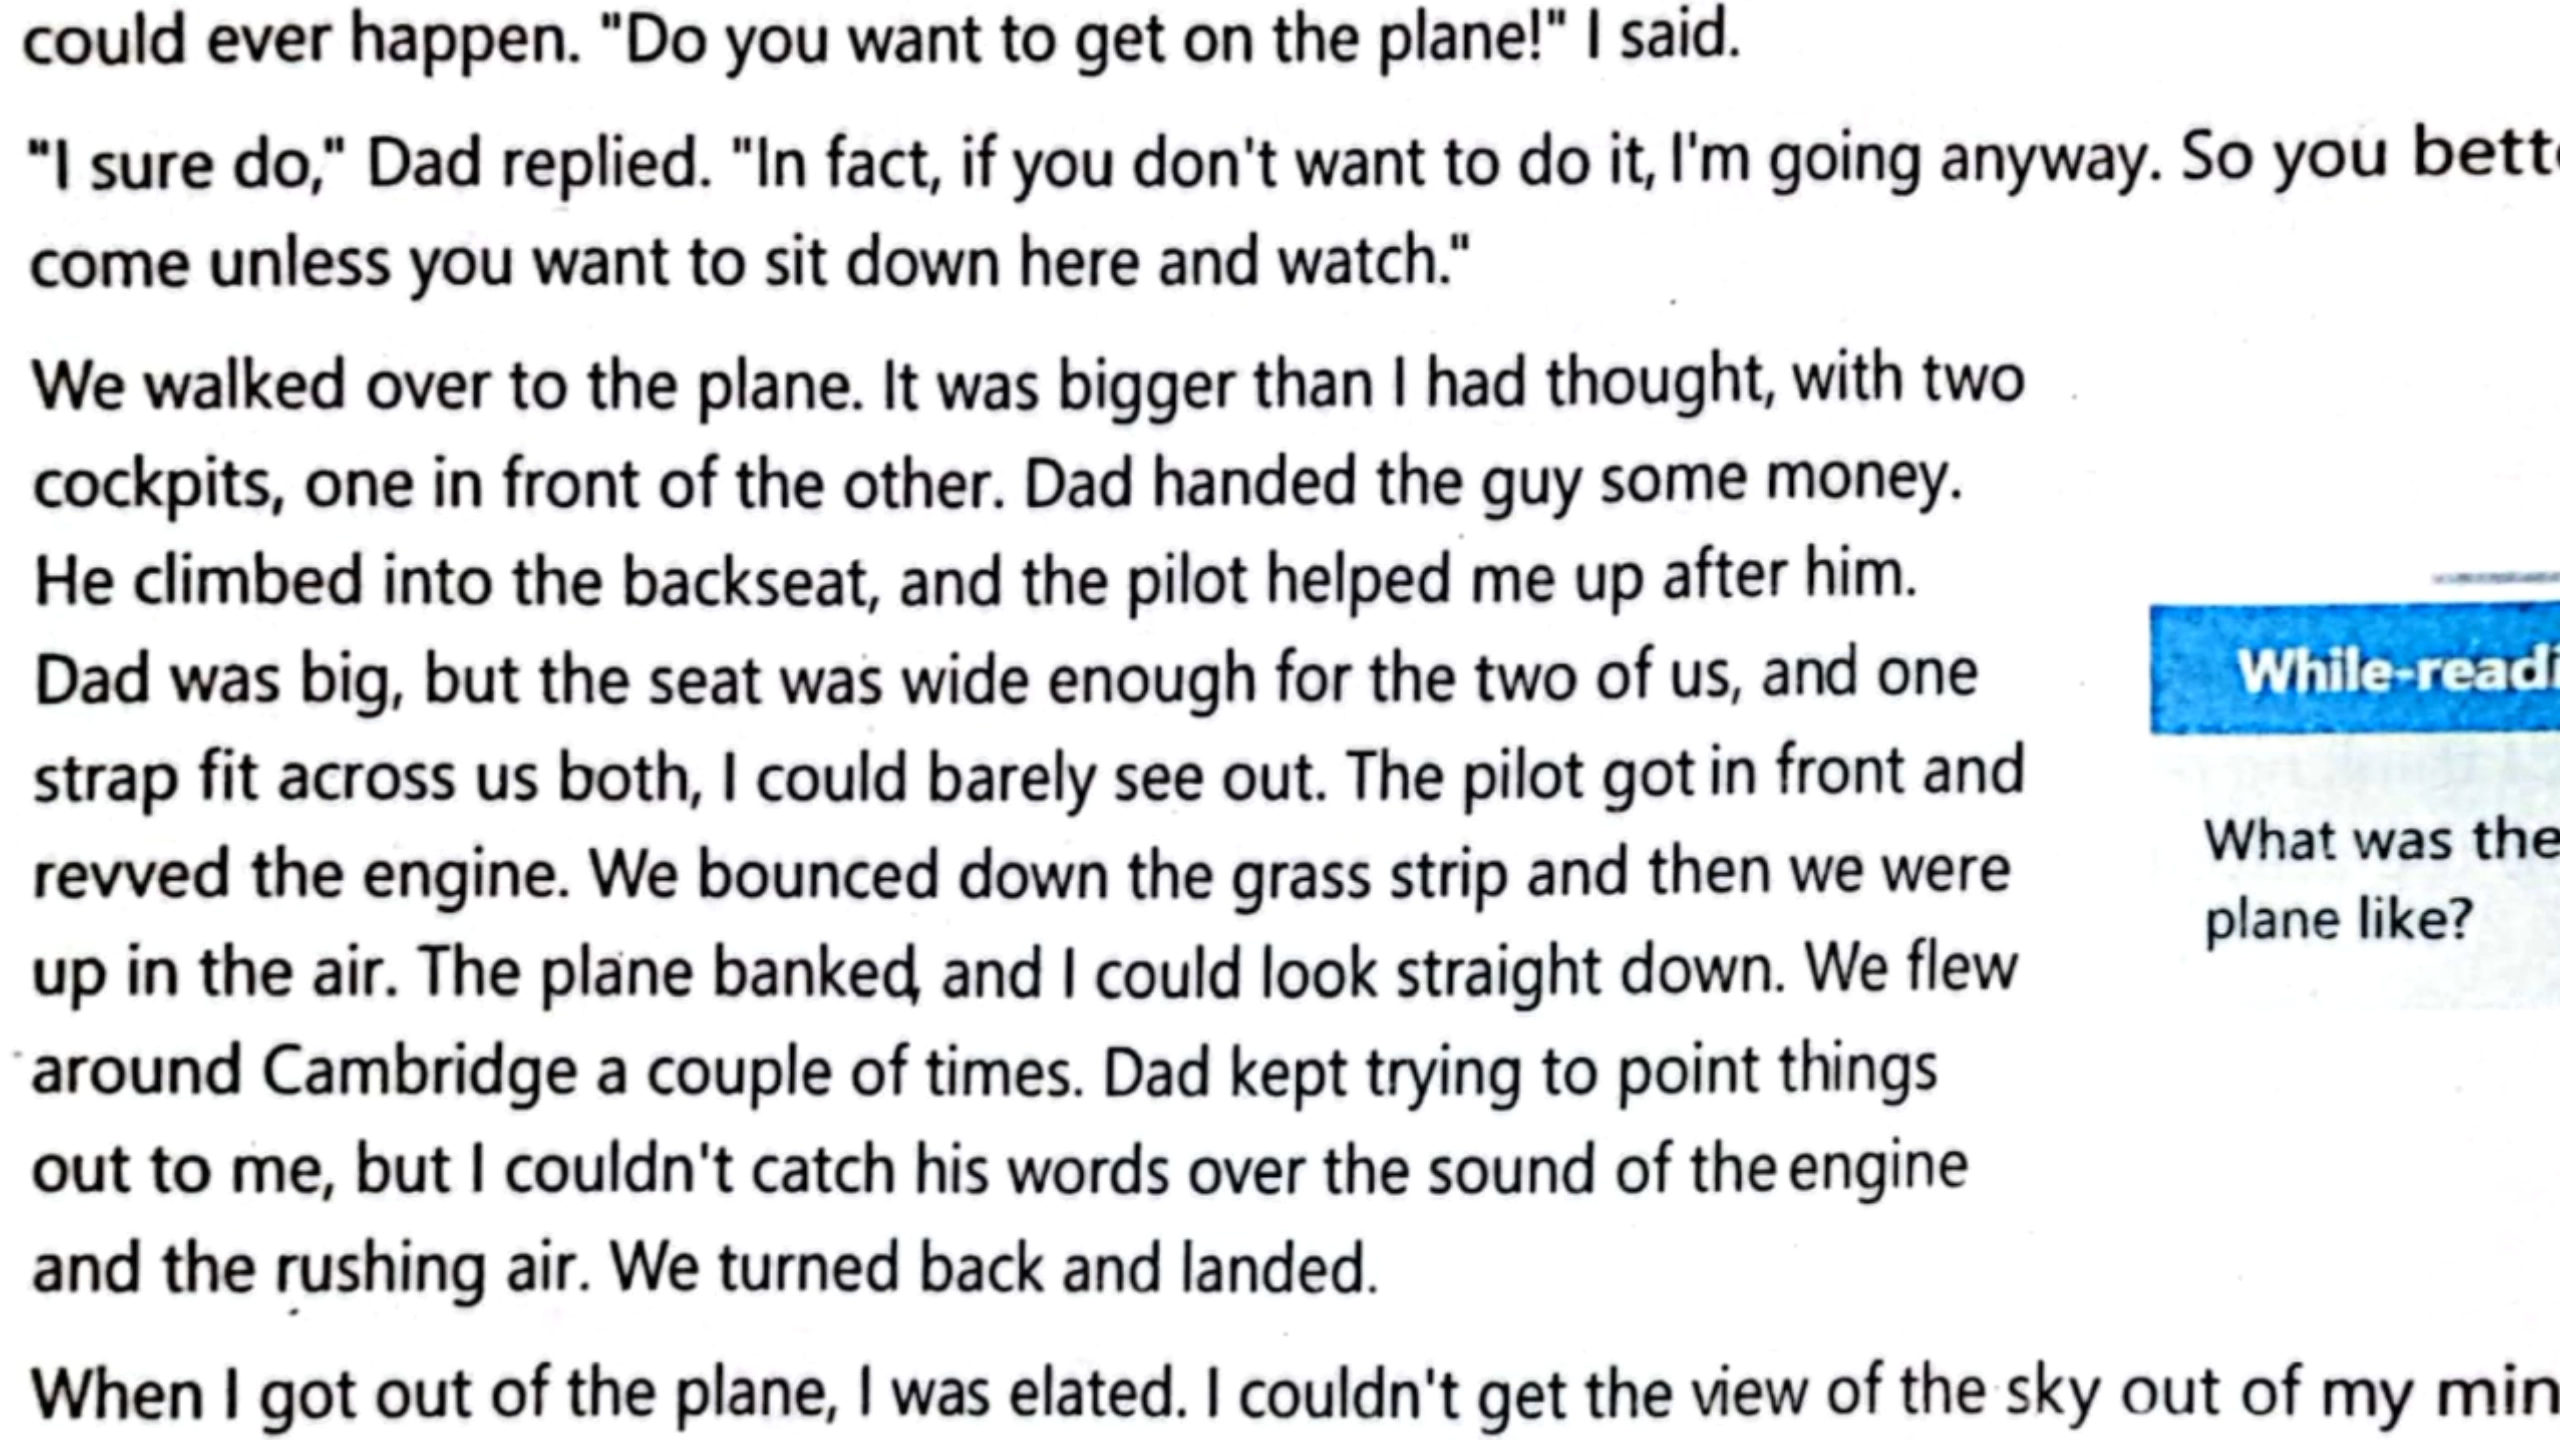 could ever happen. "Do you want to get on the plane!" I said.
"I sure do," Dad replied. "In fact, if you don't want to do it, I'm going anyway. So you
come unless you want to sit down here and watch."
We walked over to the plane. It was bigger than I had thought, with two
cockpits, one in front of the other. Dad handed the guy some money.
He climbed into the backseat, and the pilot helped me up after him.
Dad was big, but the seat was wide enough for the two of us, and one
strap fit across us both, I could barely see out. The pilot got in front and
revved the engine. We bounced down the grass strip and then we were
up in the air. The plane banked, and I could look straight down. We flew
around Cambridge a couple of times. Dad kept trying to point things
out to me, but I couldn't catch his words over the sound of the engine
and the rushing air. We turned back and landed.
When I got out of the plane, I was elated. I couldn't get the view of the sky out of my
While-
What was the
plane like?